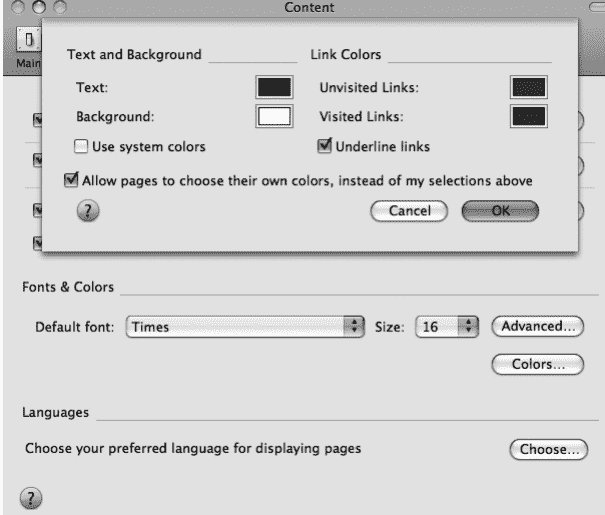 Content
Main
Text and Background
Link Colors
Text:
Unvisited Links:
Background:
Visited Links:
Use system colors
Underline links
Allow pages to choose their own colors, instead of my selections above
?
Cancel
OK
Fonts & Colors
Default font: Times Size: 16 Advanced...
Colors...
Languages
Choose your preferred language for displaying pages Choose...
?